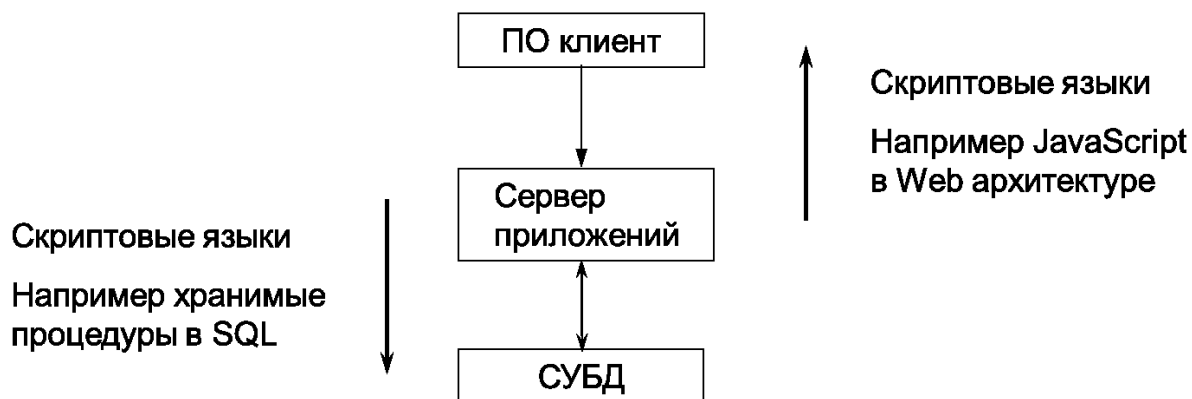 ПО клиент
Скриптовые языки
Например JavaScript
в Web архитектуре
Сервер
приложений
Скриптовые языки
Например хранимые
процедуры в SQL
СУБД